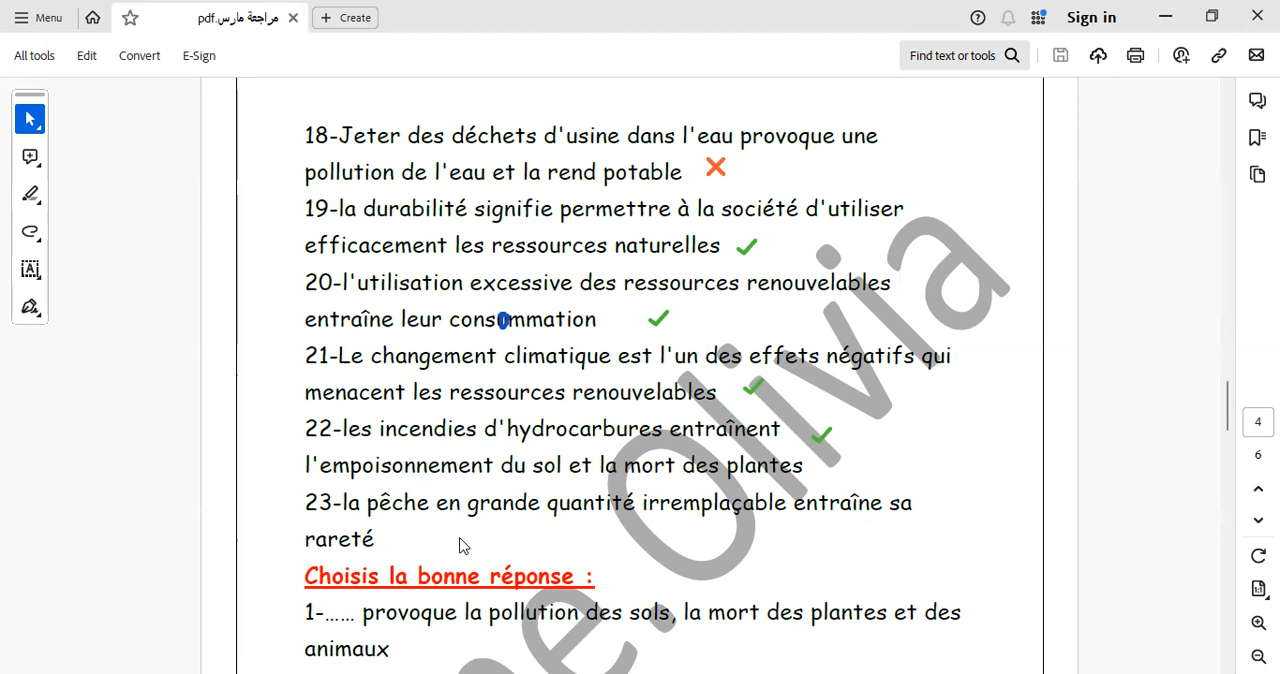 Menu
مراجعة مارس.pdf
Create
Sign in
All tools
Edit
Convert
E-Sign
Find text or tools
18-Jeter des déchets d'usine dans l'eau provoque une
pollution de l'eau et la rend potable
19-la durabilité signifie permettre à la société d'utiliser
efficacement les ressources naturelles
20-l'utilisation excessive des ressources renouvelables
entraîne leur consommation
21-Le changement climatique est l'un des effets négatifs qui
menacent les ressources renouvelables
22-les incendies d'hydrocarbures entraînent
l'empoisonnement du sol et la mort des plantes
23-la pêche en grande quantité irremplaçable entraîne sa
rareté
Choisis la bonne réponse :
1-...... provoque la pollution des sols, la mort des plantes et des
animaux
me.Olivia
4
6